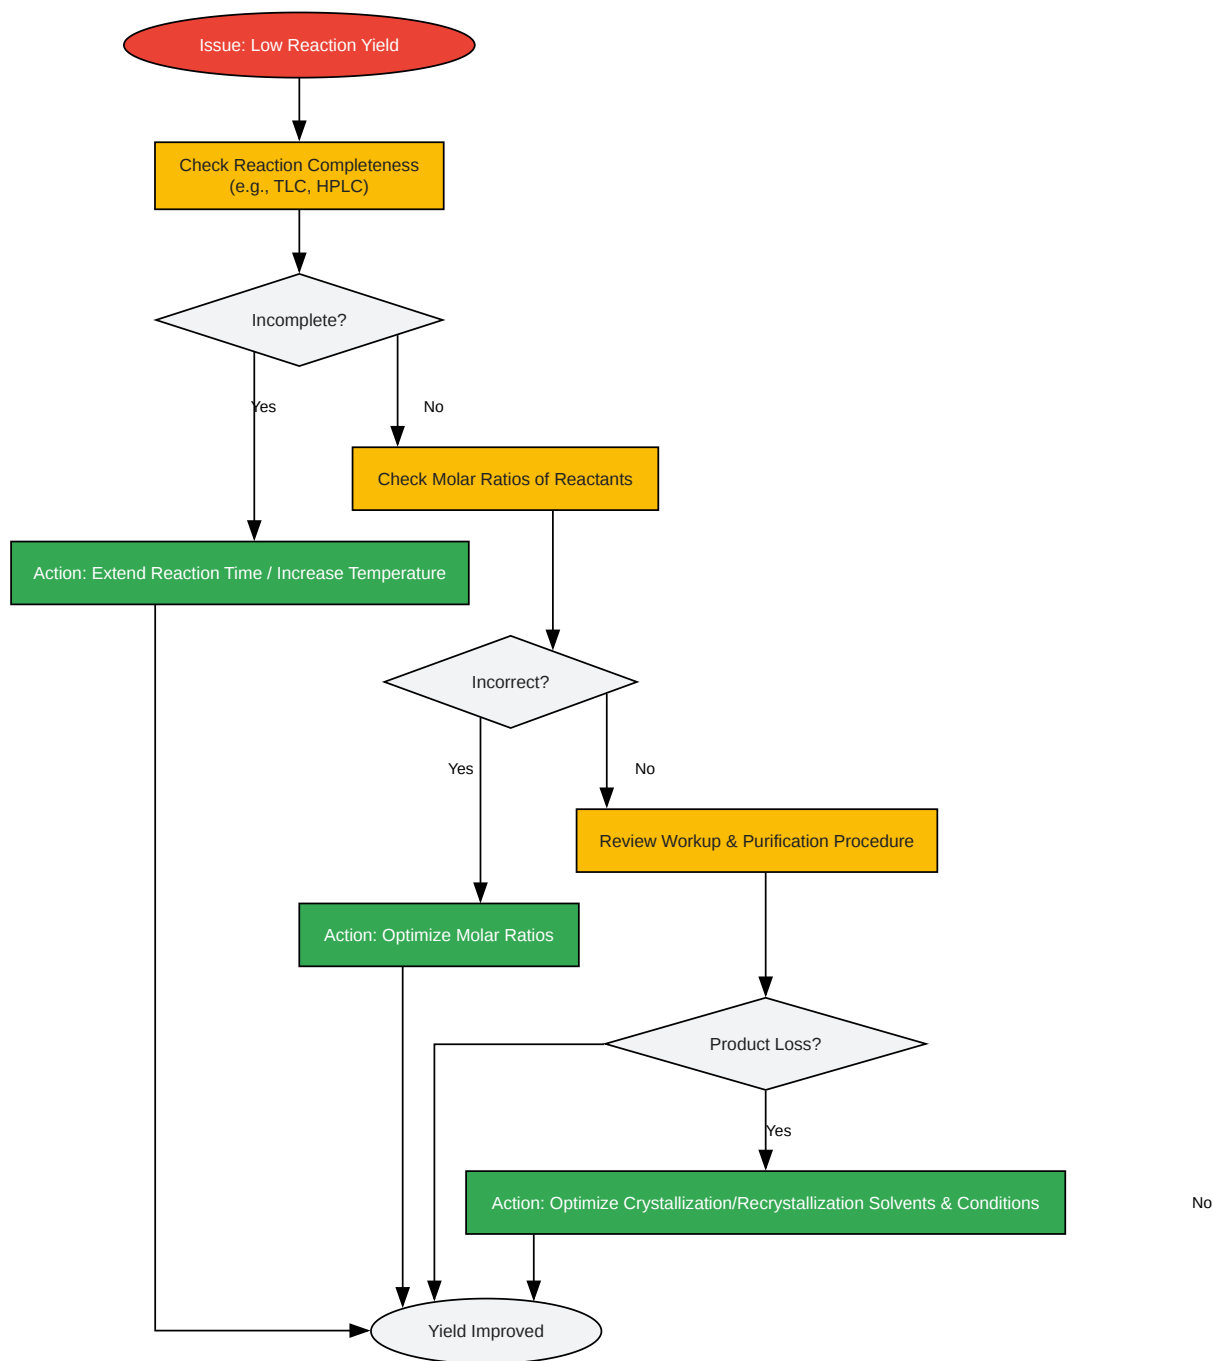 Issue: Low Reaction Yield
Check Reaction Completeness
(e.g., TLC, HPLC)
Incomplete?
Yes
No
Check Molar Ratios of Reactants
Action: Extend Reaction Time / Increase Temperature
Incorrect?
Yes
No
Review Workup & Purification Procedure
Action: Optimize Molar Ratios
Product Loss?
Yes
Action: Optimize Crystallization/Recrystallization Solvents & Conditions
No
Yield Improved